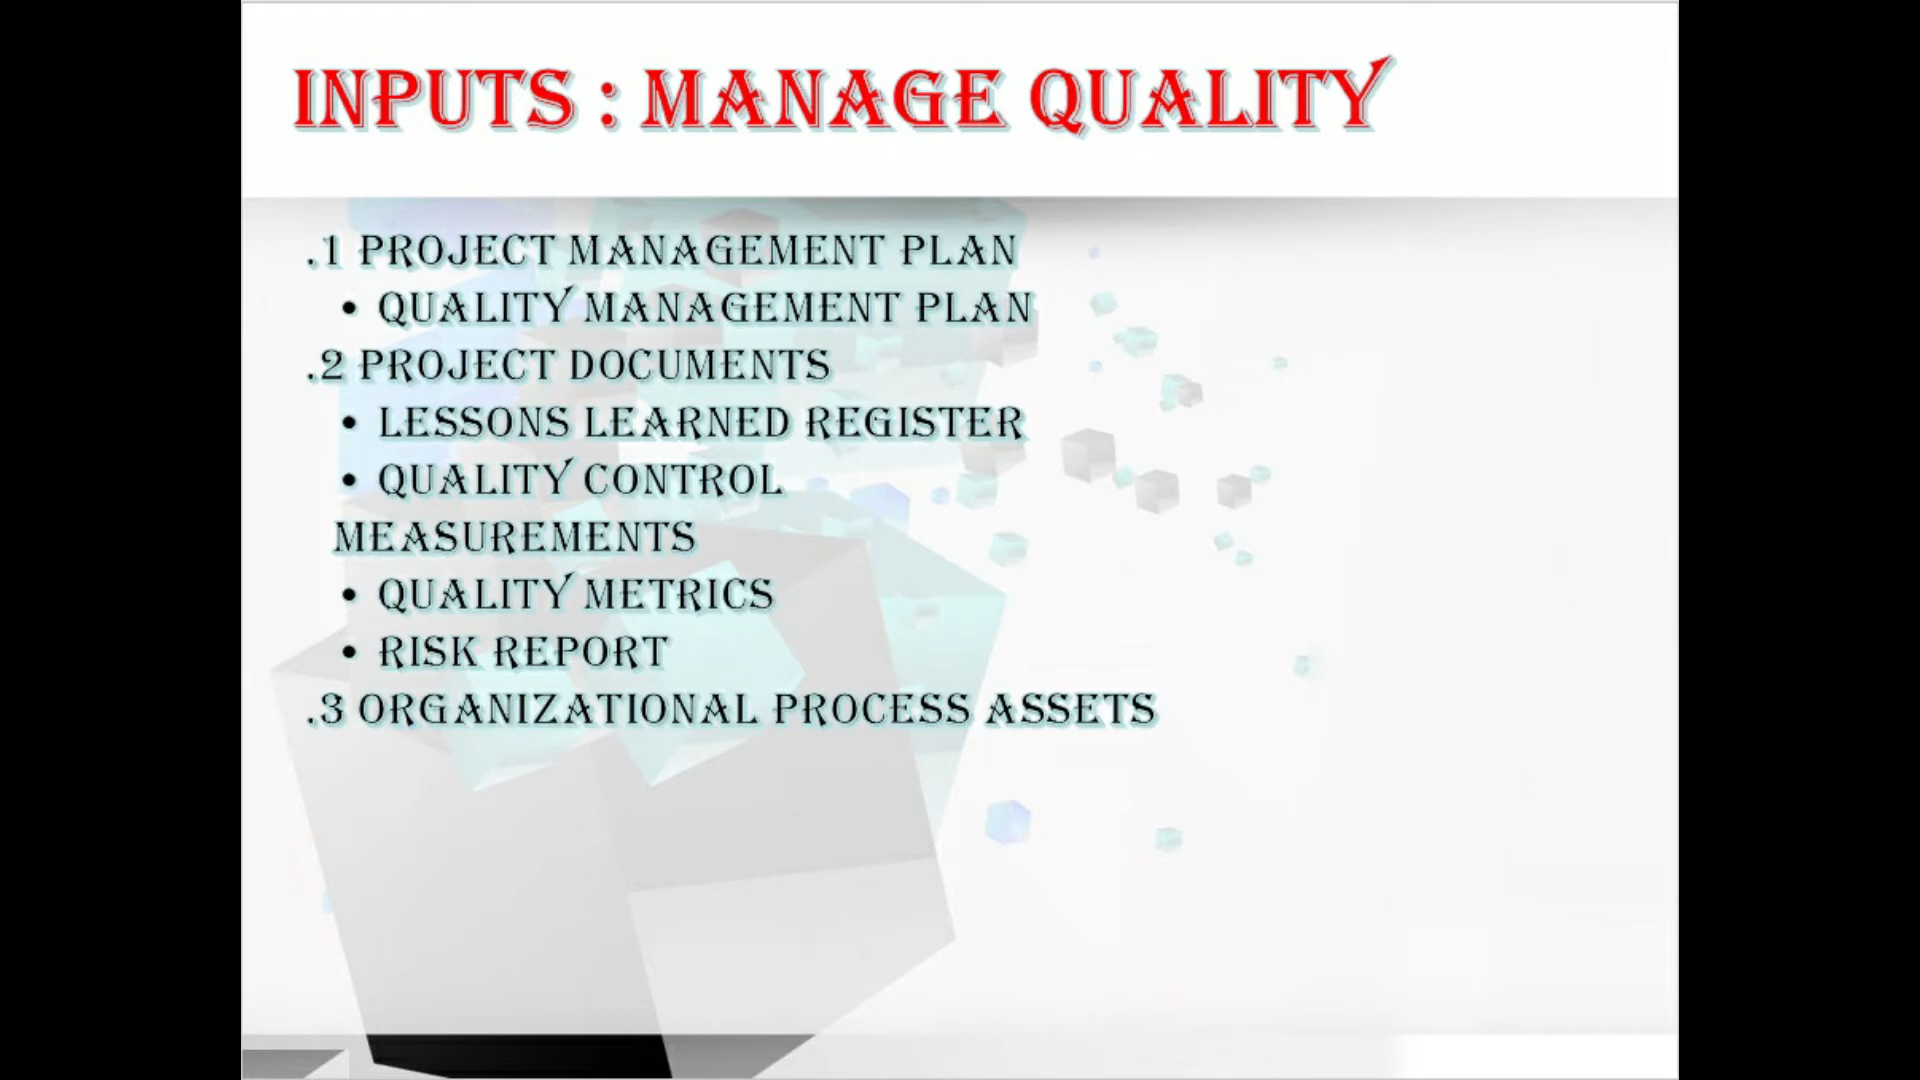 INPUTS : MANAGE QUALITY
.1 PROJECT MANAGEMENT PLAN
• QUALITY MANAGEMENT PLAN
.2 PROJECT DOCUMENTS
• LESSONS LEARNED REGISTER
• QUALITY CONTROL
MEASUREMENTS
• QUALITY METRICS
• RISK REPORT
.3 ORGANIZATIONAL PROCESS ASSETS